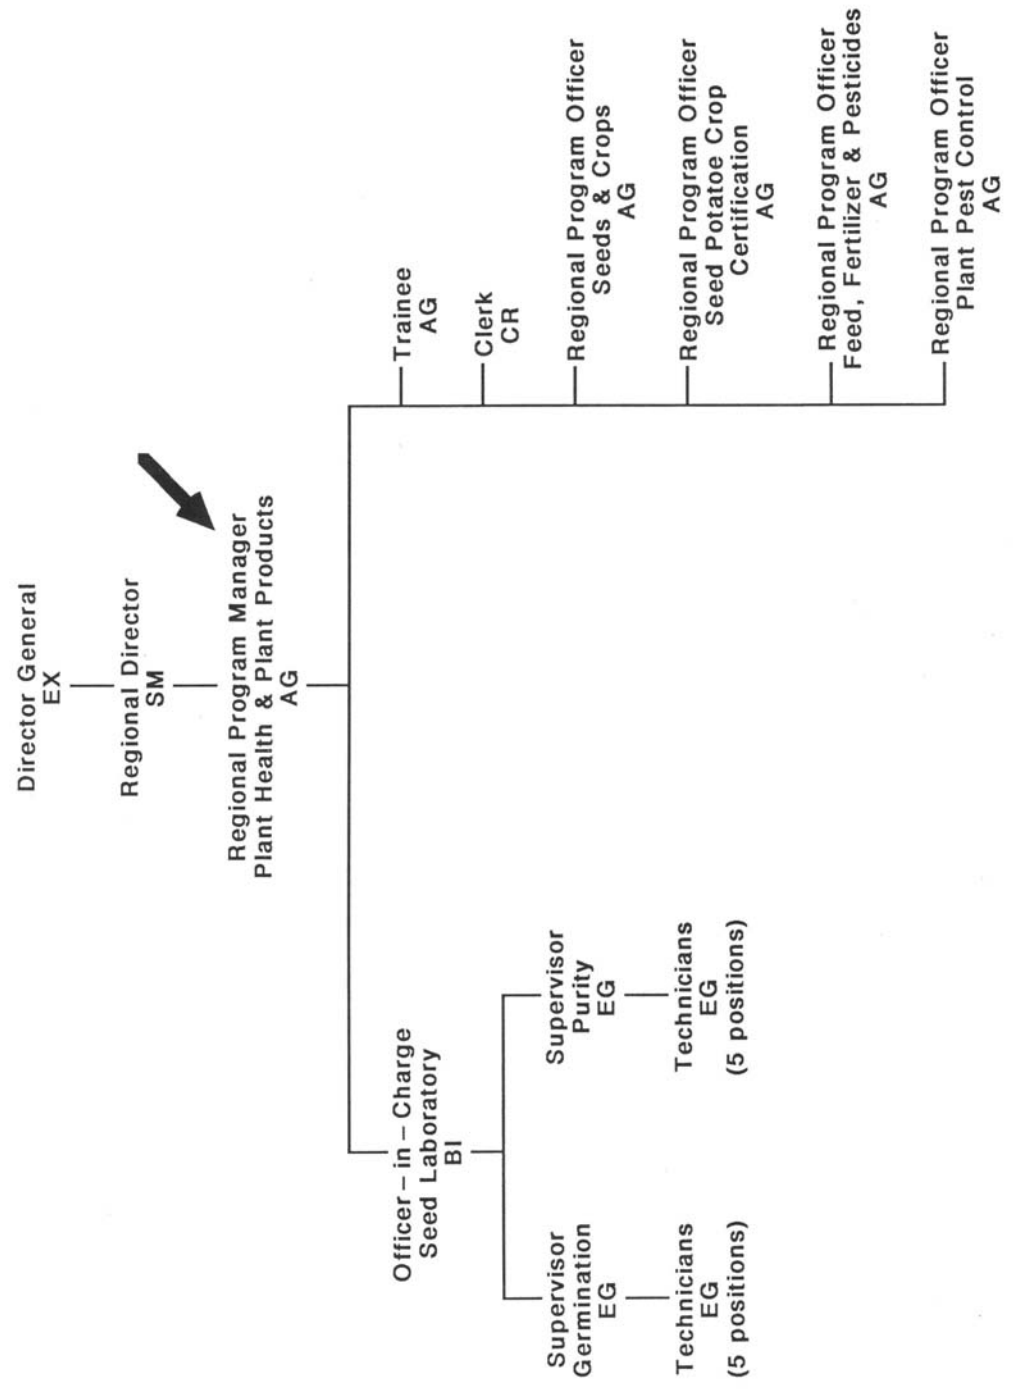 Director General
EX
Regional Director
SM
Regional Program Manager
Plant Health & Plant Products
AG
Officer-in-Charge
Seed Laboratory
BI
Supervisor
Germination
EG
Technicians
EG
(5 positions)
Supervisor
Purity
EG
Technicians
EG
(5 positions)
Trainee
AG
Clerk
CR
Regional Program Officer
Seeds & Crops
AG
Regional Program Officer
Seed Potatoe Crop
Certification
AG
Regional Program Officer
Feed, Fertilizer & Pesticides
AG
Regional Program Officer
Plant Pest Control
AG